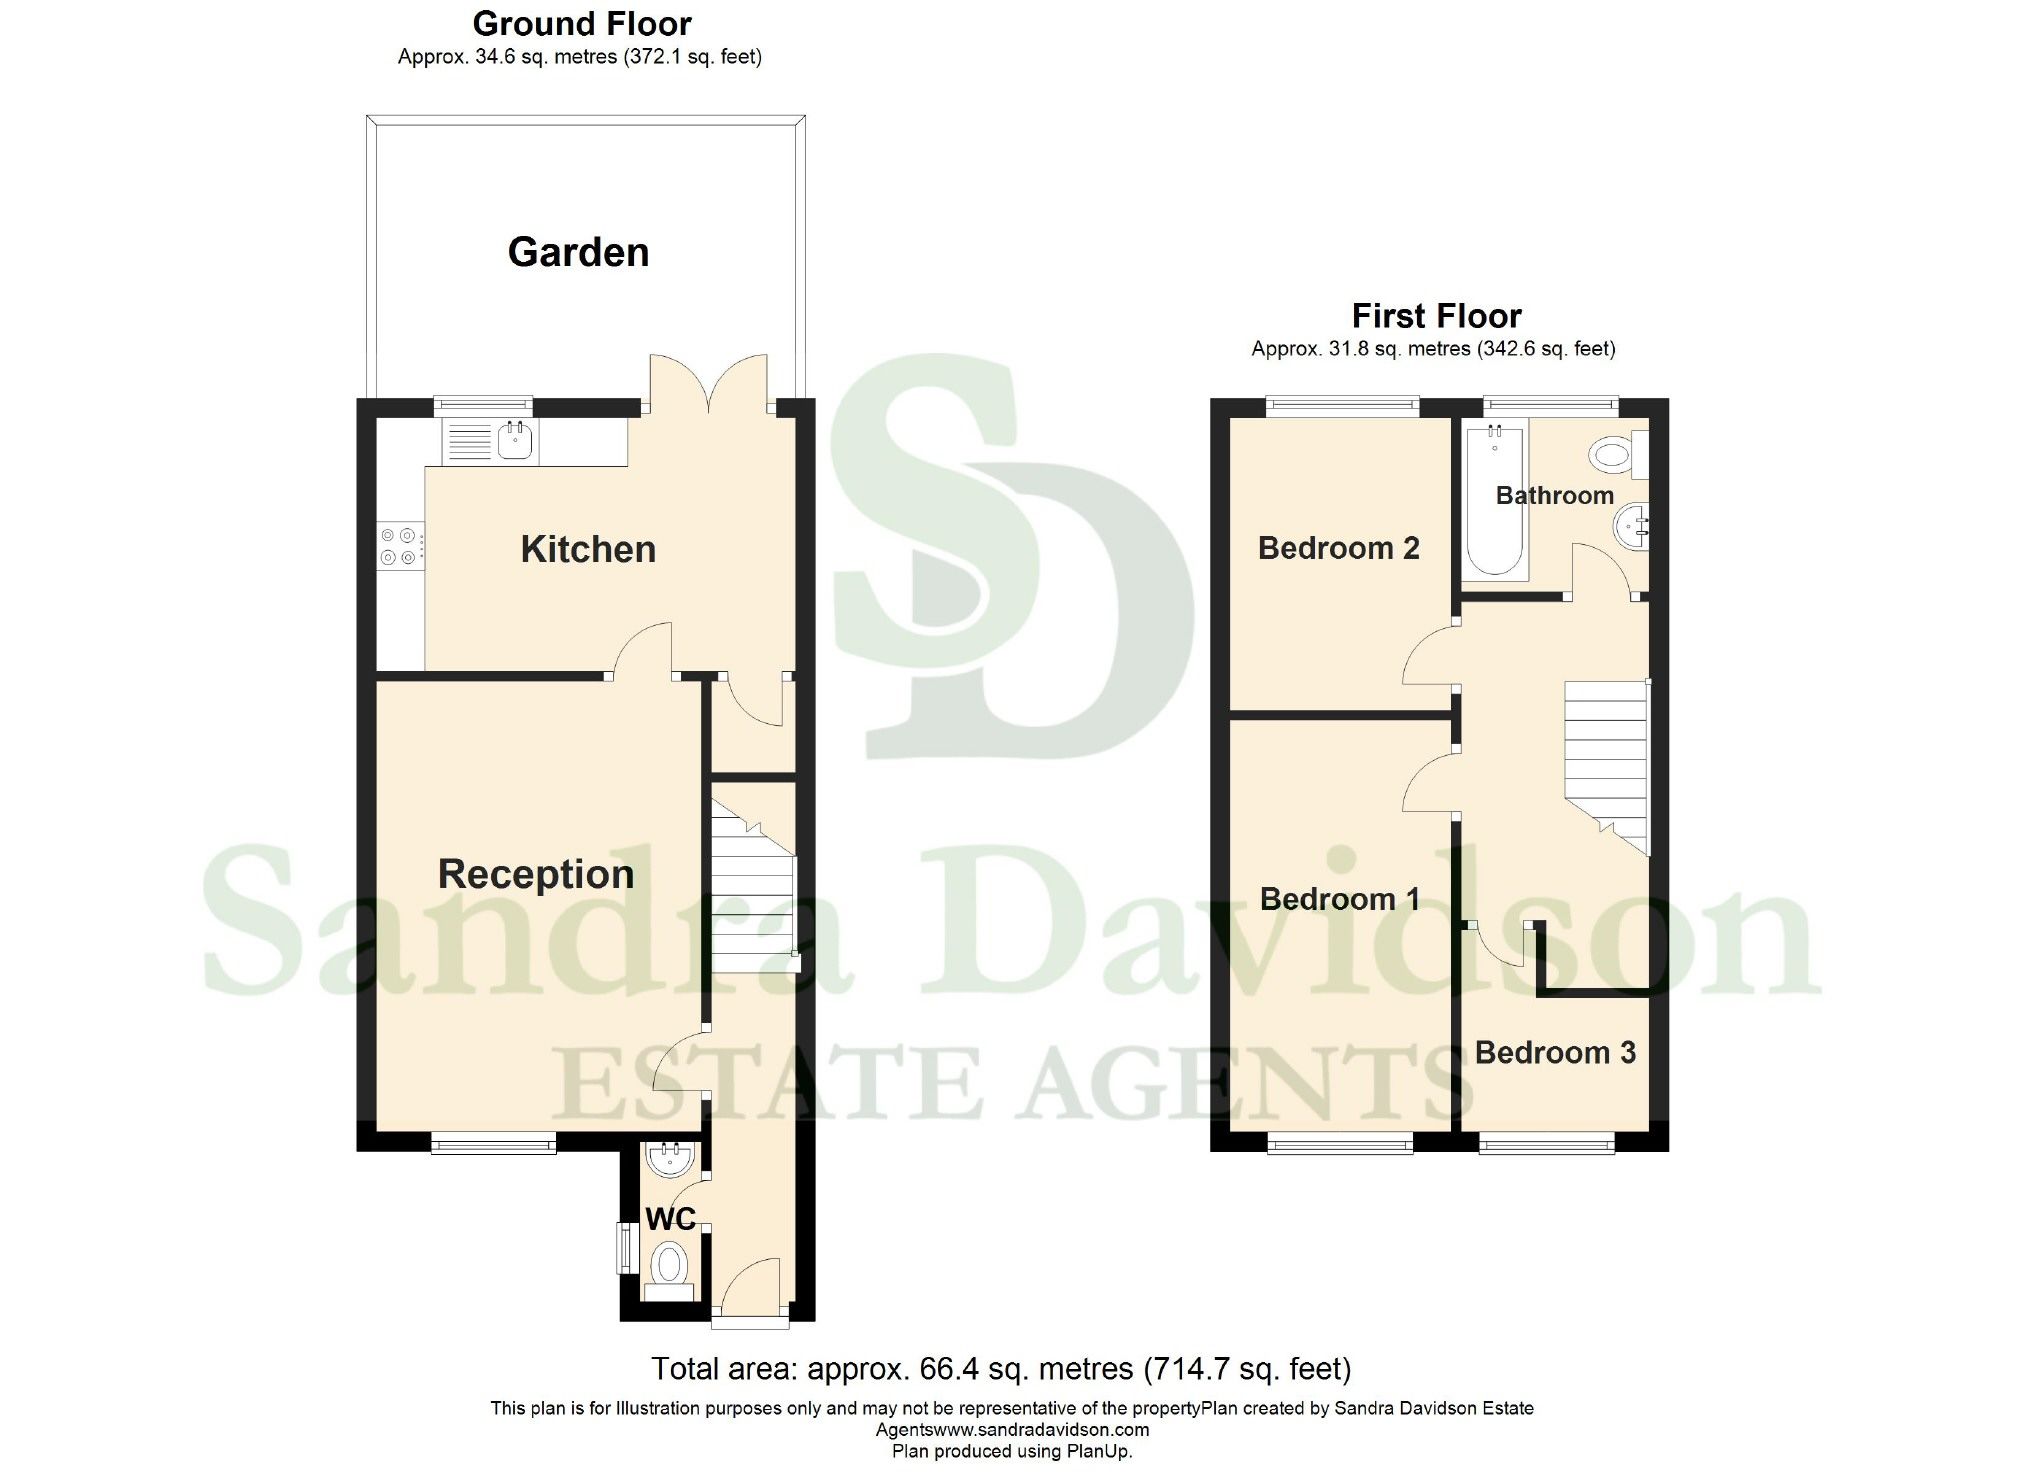 Ground Floor
Approx. 34.6 sq. metres (372.1 sq. feet)
Garden
Kitchen
Reception
WC
First Floor
Approx. 31.8 sq. metres (342.6 sq. feet)
Bedroom 2
Bathroom
Bedroom 1
Bedroom 3
SD
Sandra Davidson
ESTATE AGENTS
Total area: approx. 66.4 sq. metres (714.7 sq. feet)
This plan is for Illustration purposes only and may not be representative of the propertyPlan created by Sandra Davidson Estate
Agentswww.sandradavidson.com
Plan produced using PlanUp.